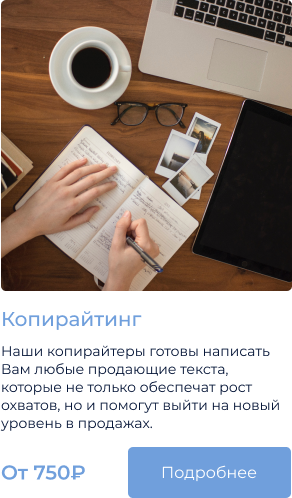 Копирайтинг
Наши копирайтеры готовы написать
Вам любые продающие текста,
которые не только обеспечат рост
охватов, но и помогут выйти на новый
уровень в продажах.
От 750₽
Подробнее